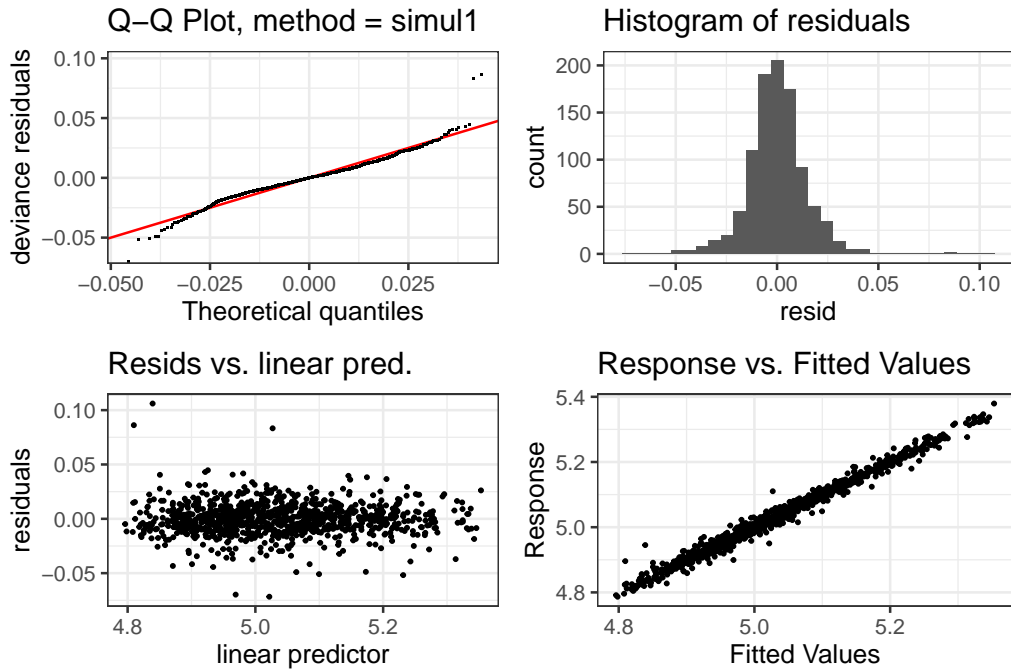 Q−Q Plot, method = simul1
deviance residuals
0.10
0.05
0.00
−0.05
−0.050
−0.025
0.000
0.025
Theoretical quantiles
Histogram of residuals
count
200
150
100
50
0
−0.05
0.00
0.05
0.10
resid
Resids vs. linear pred.
residuals
0.10
0.05
0.00
−0.05
4.8
5.0
5.2
linear predictor
Response vs. Fitted Values
Response
5.4
5.2
5.0
4.8
4.8
5.0
5.2
Fitted Values